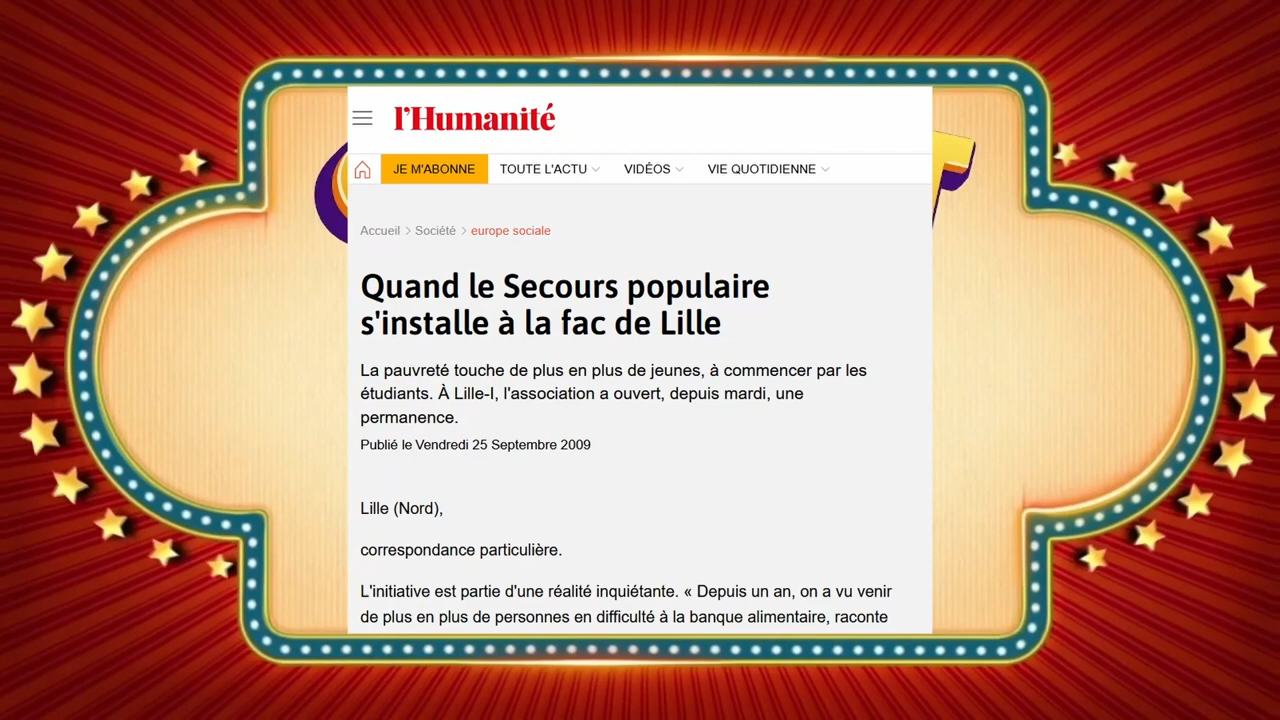 l'Humanité
JE M'ABONNE TOUTE L'ACTU VIDÉOS VIE QUOTIDIENNE
Accueil Société europe sociale
Quand le Secours populaire
s'installe à la fac de Lille
La pauvreté touche de plus en plus de jeunes, à commencer par les
étudiants. À Lille-I, l'association a ouvert, depuis mardi, une
permanence.
Publié le Vendredi 25 Septembre 2009
Lille (Nord),
correspondance particulière.
L'initiative est partie d'une réalité inquiétante. « Depuis un an, on a vu venir
de plus en plus de personnes en difficulté à la banque alimentaire, raconte